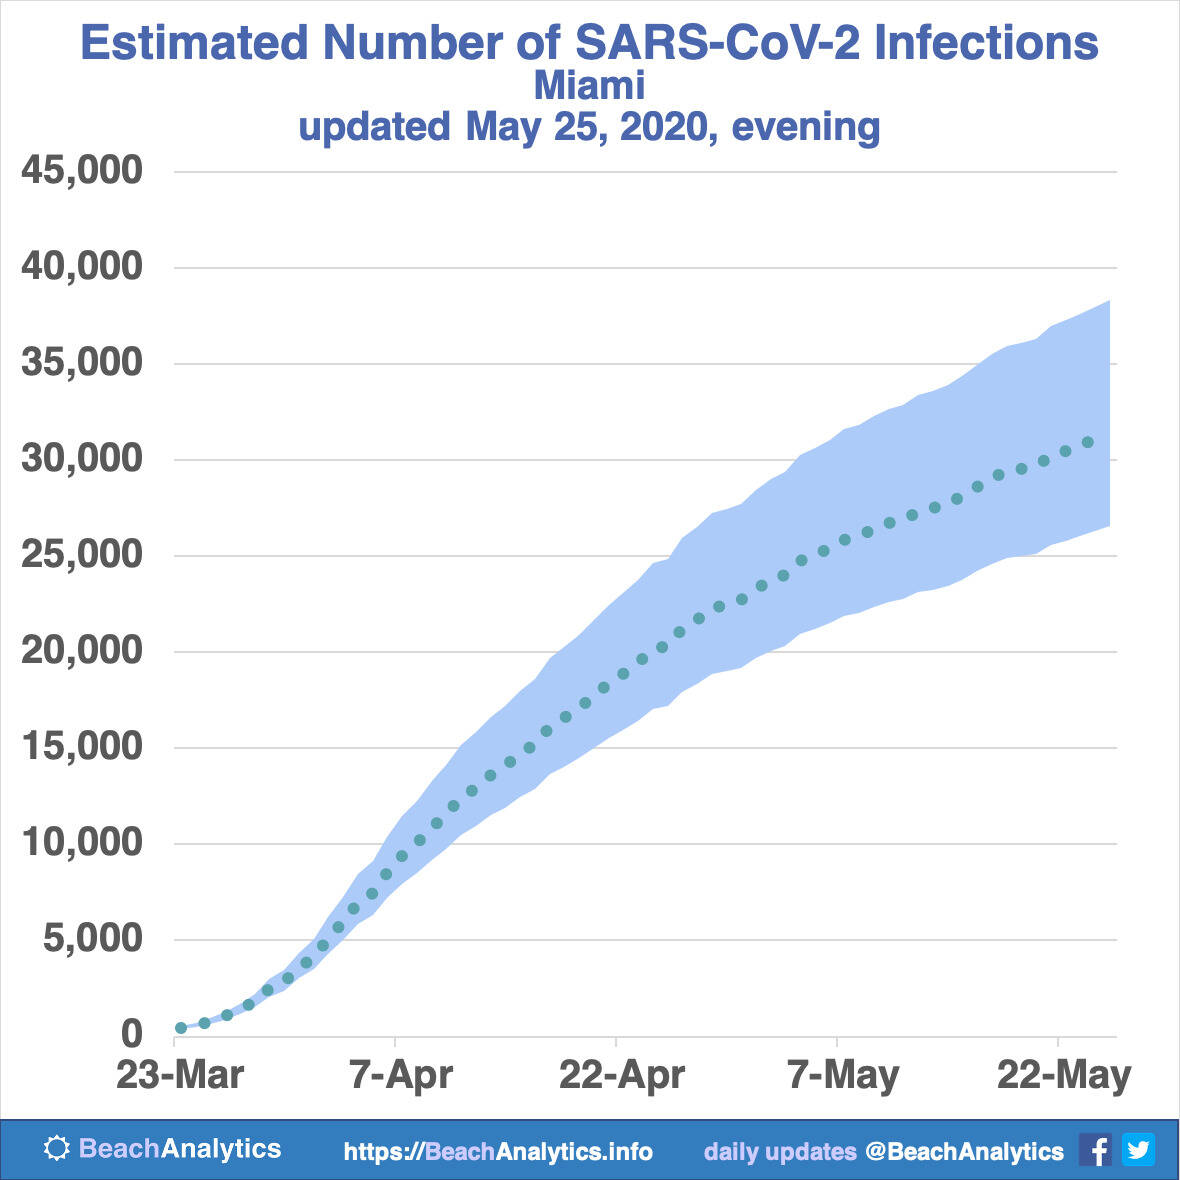 Estimated Number of SARS-CoV-2 Infections
Miami
updated May 25, 2020, evening
45,000
40,000
35,000
30,000
25,000
20,000
15,000
10,000
5,000
0
23-Mar 7-Apr 22-Apr 7-May 22-May
BeachAnalytics https://BeachAnalytics.info daily updates @BeachAnalytics